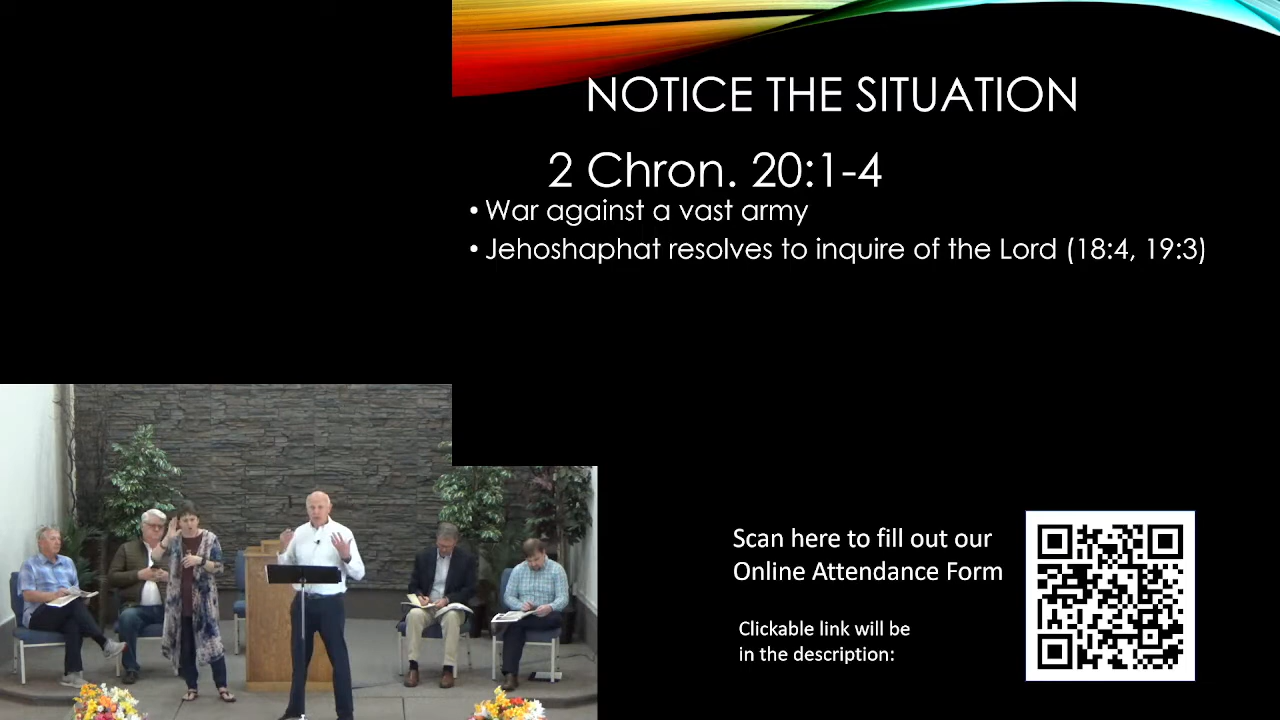 NOTICE THE SITUATION
2 Chron. 20:1-4
• War against a vast army
• Jehoshaphat resolves to inquire of the Lord (18:4, 19:3)
Scan here to fill out our
Online Attendance Form
Clickable link will be
in the description: